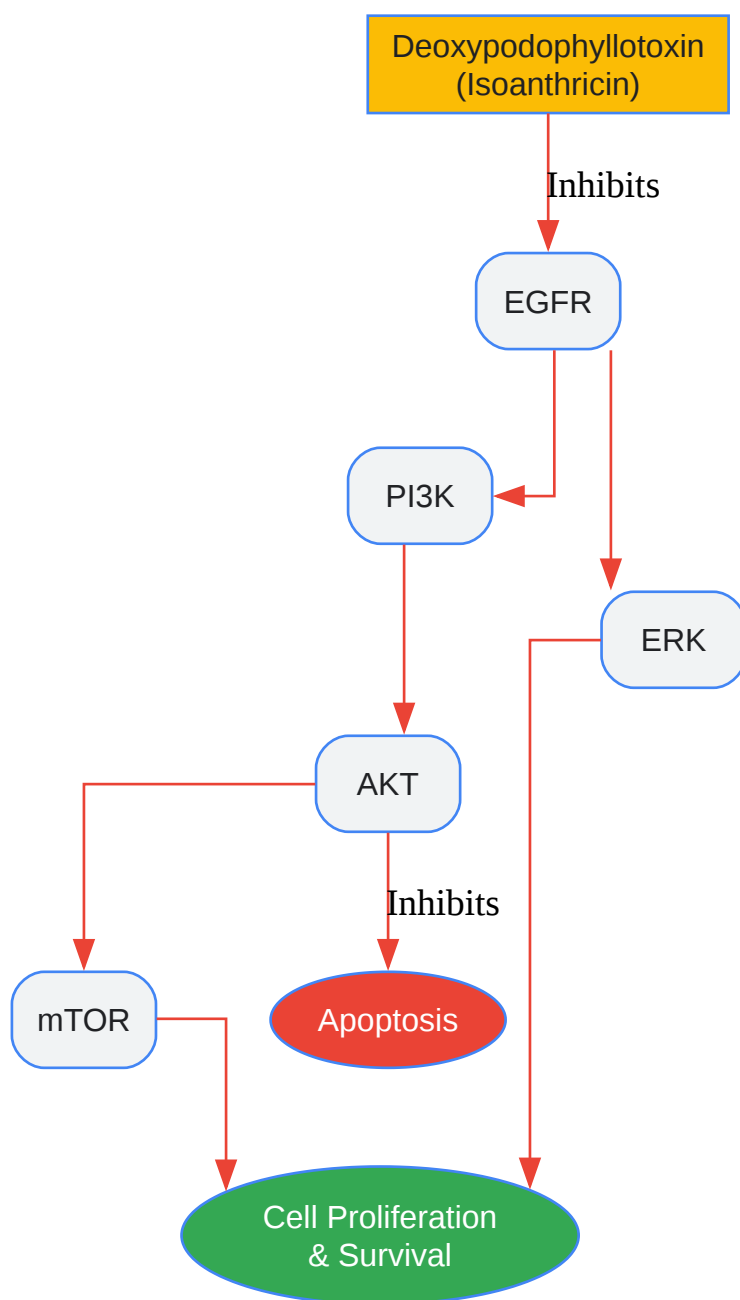 Deoxypodophyllotoxin
(Isoanthricin)
Inhibits
EGFR
PI3K
ERK
AKT
Inhibits
mTOR
Apoptosis
Cell Proliferation
& Survival